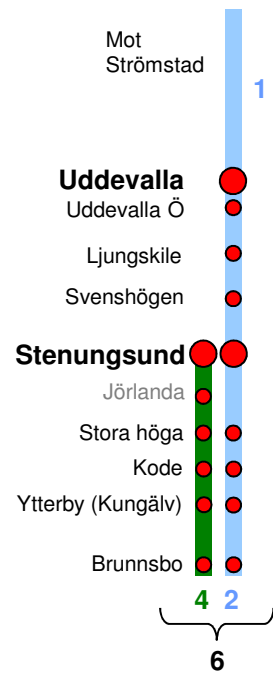 Mot
Strömstad
1
Uddevalla
Uddevalla Ö
Ljungskile
Svenshögen
Stenungsund
Jörlanda
Stora höga
Kode
Ytterby (Kungälv)
Brunnsbo
4 2
6